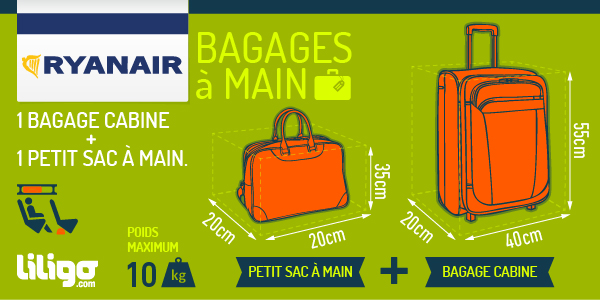 RYANAIR
BAGAGES
à MAIN
1 BAGAGE CABINE
+
1 PETIT SAC À MAIN.
35cm
20cm
20cm
55cm
20cm
40cm
POIDS
MAXIMUM
10 kg
PETIT SAC À MAIN + BAGAGE CABINE
liligo
.com